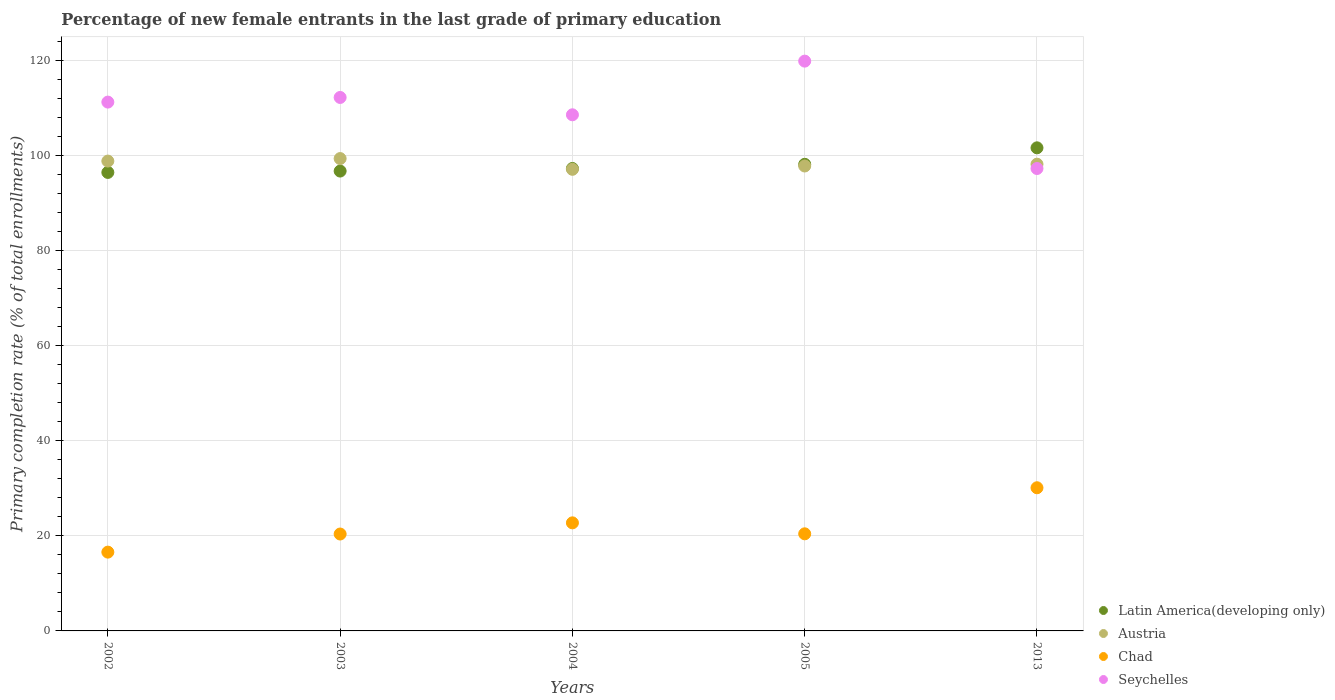 Percentage of new female entrants in the last grade of primary education
Primary completion rate (% of total enrollments)
120
100
80
60
40
20
0
2002
2003
2004
2005
2013
Years
Latin America(developing only)
Austria
Chad
Seychelles